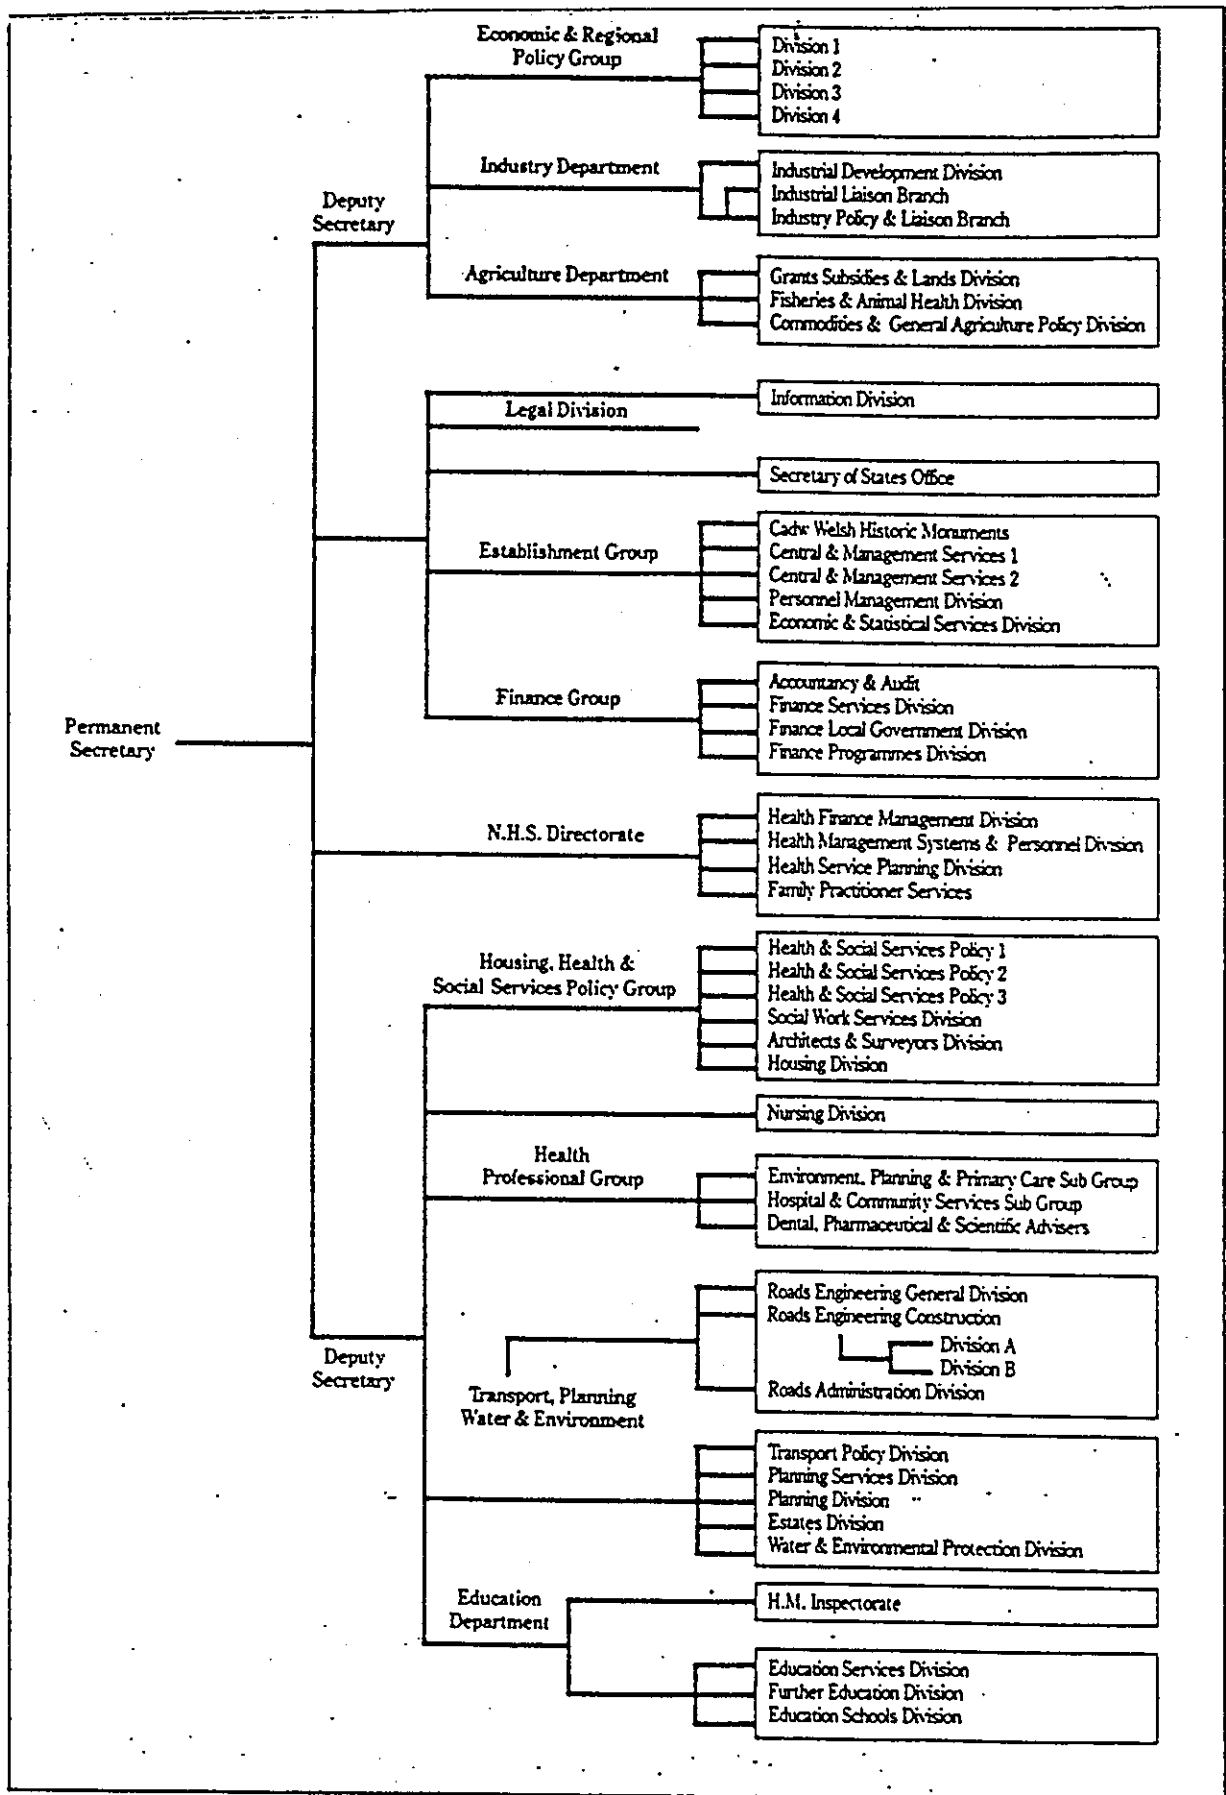 Economic & Regional
Policy Group
Division 1
Division 2
Division 3
Division 4
Industry Department
Industrial Development Division
Industrial Liaison Branch
Industry Policy & Liaison Branch
Deputy
Secretary
Agriculture Department
Grants Subsidies & Lands Division
Fisheries & Animal Health Division
Commodities & General Agriculture Policy Division
Information Division
Legal Division
Secretary of States Office
Establishment Group
Cadw Welsh Historic Monuments
Central & Management Services 1
Central & Management Services 2
Personnel Management Division
Economic & Statistical Services Division
Finance Group
Accountancy & Audit
Finance Services Division
Finance Local Government Division
Finance Programmes Division
Permanent
Secretary
N.H.S. Directorate
Health Finance Management Division
Health Management Systems & Personnel Division
Health Service Planning Division
Family Practitioner Services
Housing, Health &
Social Services Policy Group
Health & Social Services Policy 1
Health & Social Services Policy 2
Health & Social Services Policy 3
Social Work Services Division
Architects & Surveyors Division
Housing Division
Nursing Division
Health
Professional Group
Environment, Planning & Primary Care Sub Group
Hospital & Community Services Sub Group
Dental, Pharmaceutical & Scientific Advisers
Deputy
Secretary
Transport, Planning
Water & Environment
Roads Engineering General Division
Roads Engineering Construction
Division A
Division B
Roads Administration Division
Transport Policy Division
Planning Services Division
Planning Division
Estates Division
Water & Environmental Protection Division
Education
Department
H.M. Inspectorate
Education Services Division
Further Education Division
Education Schools Division